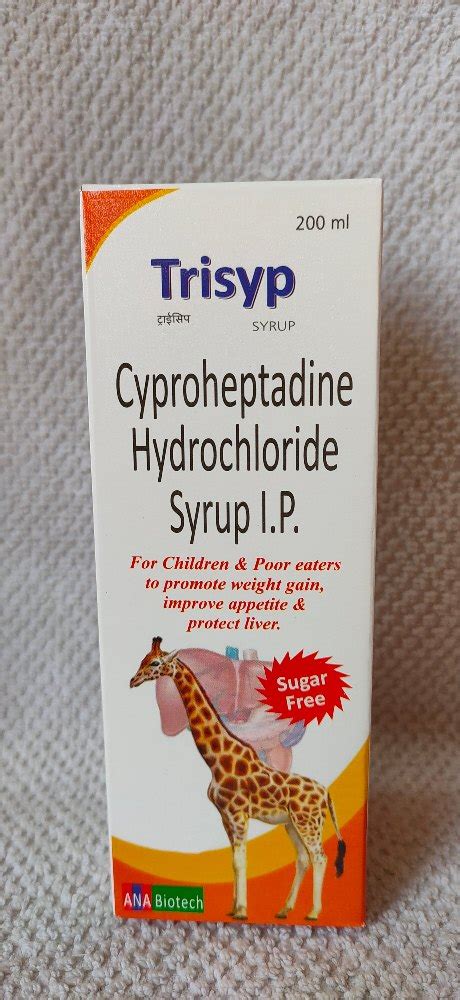 200 ml
Trisyp
ट्राईसिप
SYRUP
Cyproheptadine
Hydrochloride
Syrup I.P.
For Children & Poor eaters
to promote weight gain,
improve appetite &
protect liver.
Sugar
Free
ANA Biotech